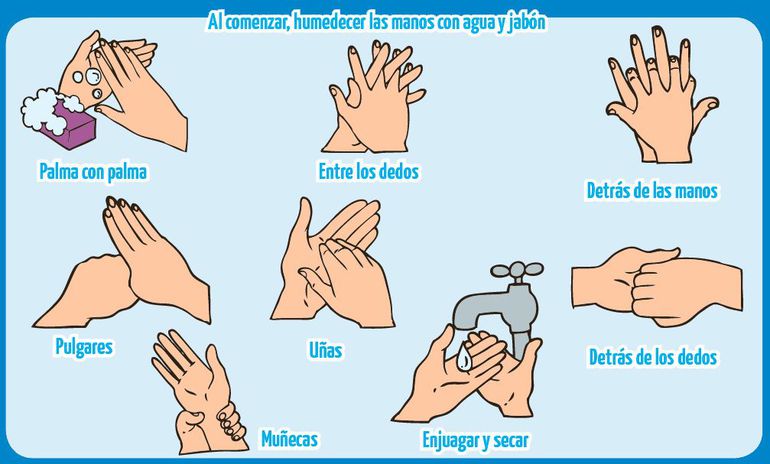 Al comenzar, humedecer las manos con agua y jabón
Palma con palma
Entre los dedos
Detrás de las manos
Pulgares
Uñas
Detrás de los dedos
Muñecas
Enjuagar y secar